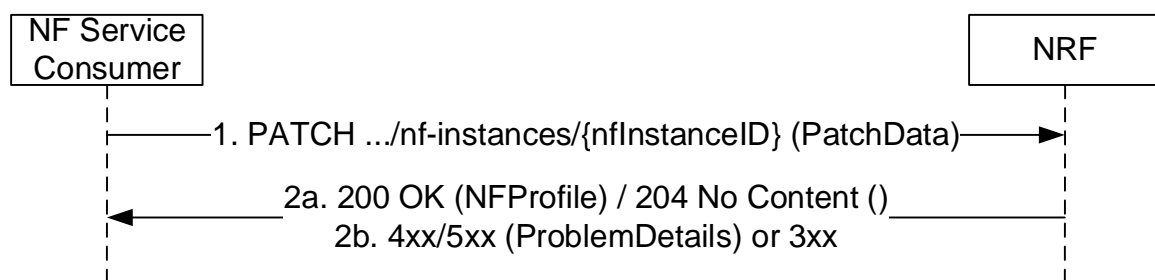 NF Service
Consumer
NRF
1. PATCH .../nf-instances/{nfInstanceID} (PatchData)
2a. 200 OK (NFProfile) / 204 No Content ()
2b. 4xx/5xx (ProblemDetails) or 3xx